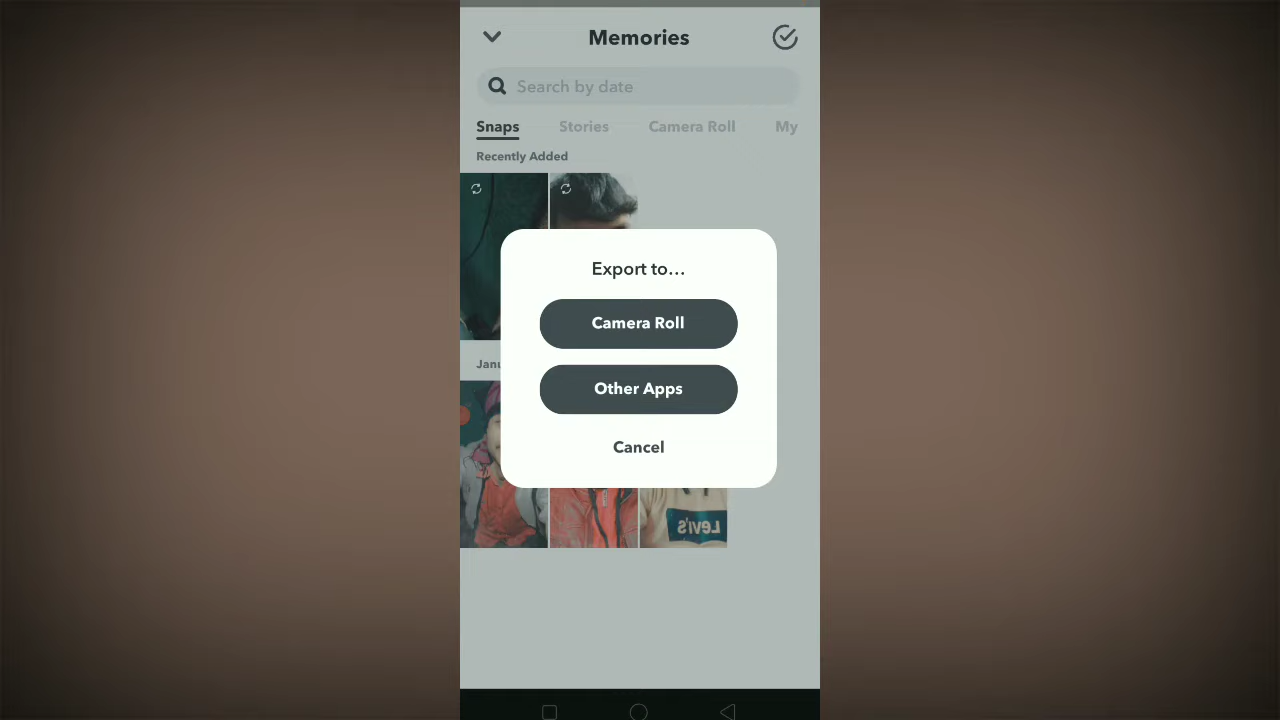 Memories
Search by date
Snaps Stories Camera Roll My
Recently Added
Export to...
Camera Roll
Janu
Other Apps
Cancel
LEVI'S